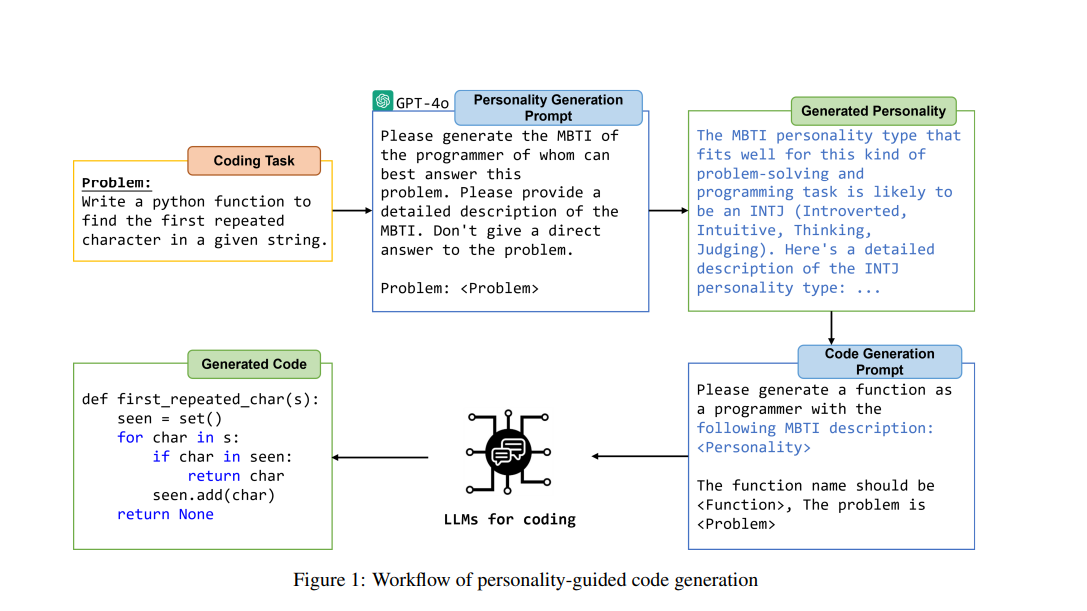 Coding Task
Problem:
Write a python function to
find the first repeated
character in a given string.
GPT-4o
Personality Generation
Prompt
Please generate the MBTI of
the programmer of whom can
best answer this
problem. Please provide a
detailed description of the
MBTI. Don't give a direct
answer to the problem.
Problem: <Problem>
Generated Personality
The MBTI personality type that
fits well for this kind of
problem-solving and
programming task is likely to
be an INTJ (Introverted,
Intuitive, Thinking,
Judging). Here's a detailed
description of the INTJ
personality type: ...
Code Generation
Prompt
Please generate a function as
a programmer with the
following MBTI description:
<Personality>
The function name should be
<Function>, The problem is
<Problem>
LLMs for coding
Generated Code
def first_repeated_char(s):
    seen = set()
    for char in s:
        if char in seen:
            return char
        seen.add(char)
    return None
Figure 1: Workflow of personality-guided code generation